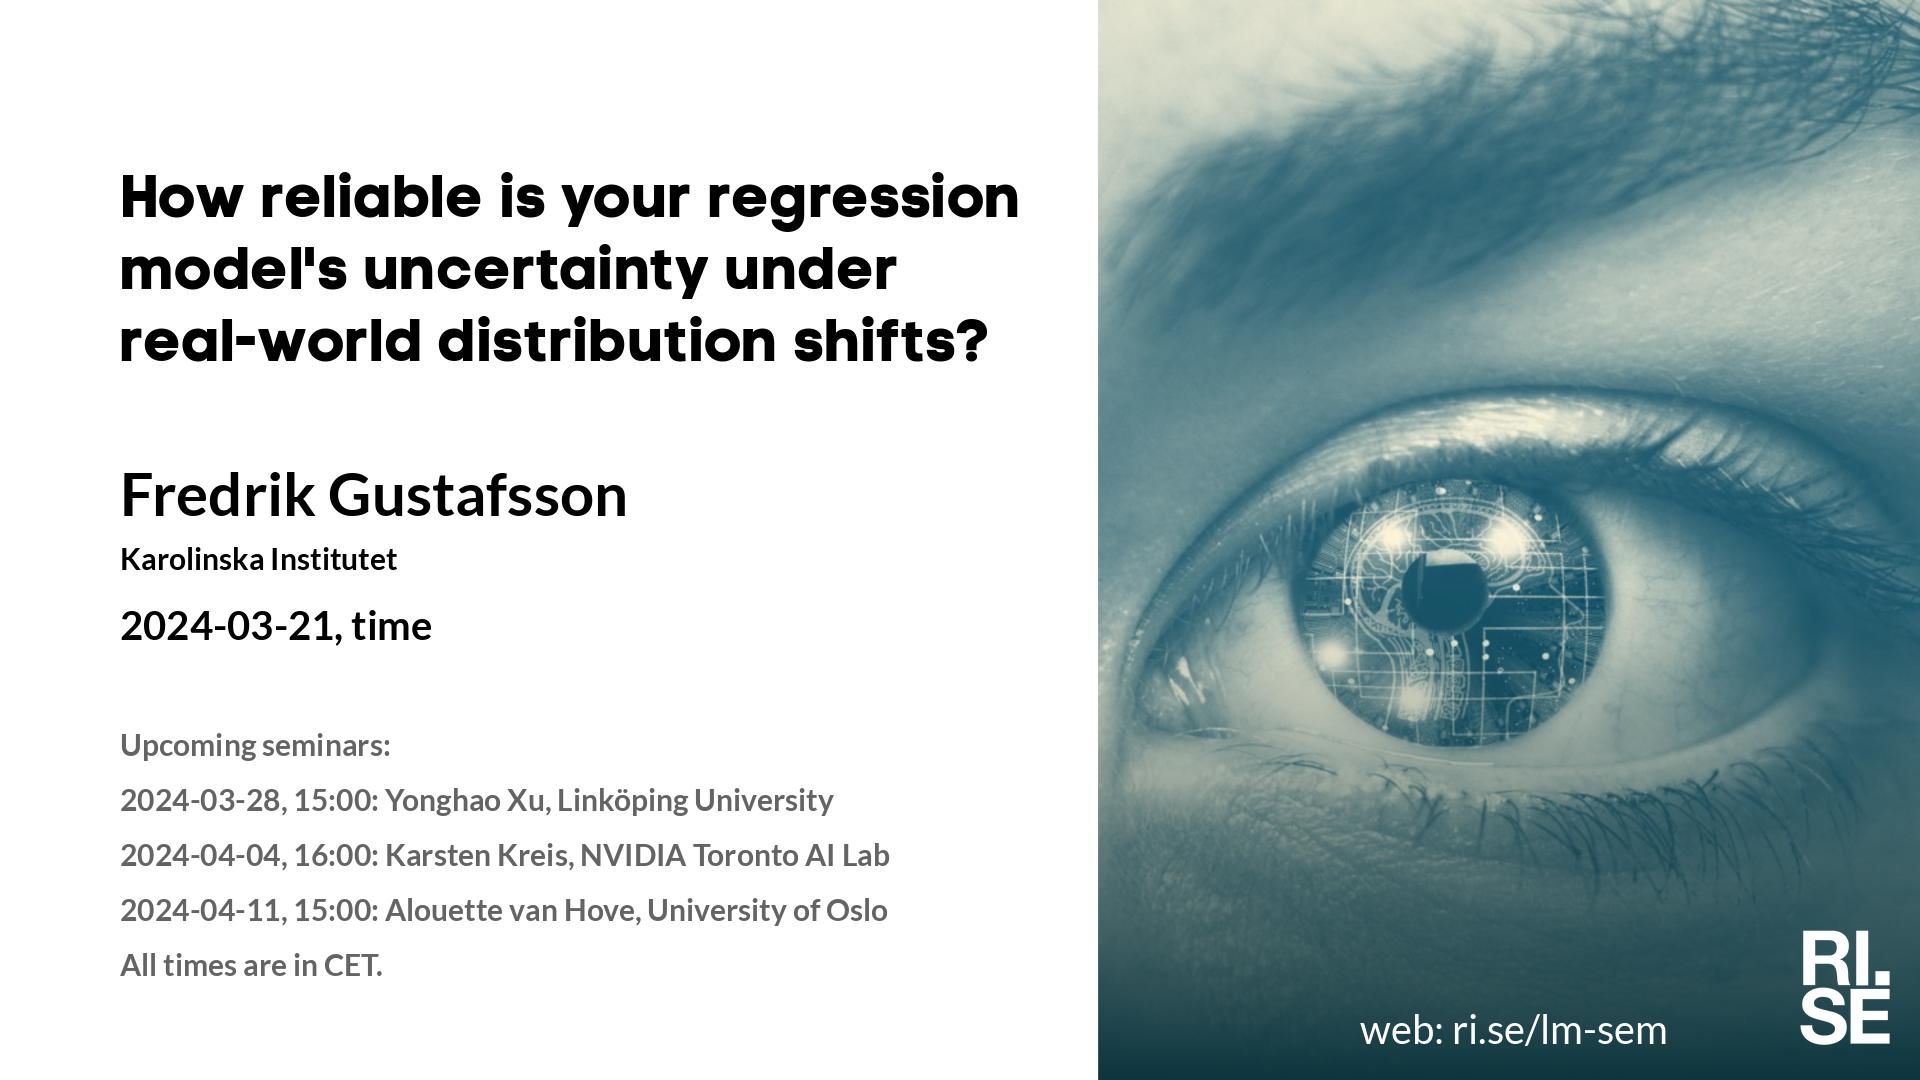 How reliable is your regression
model's uncertainty under
real-world distribution shifts?
Fredrik Gustafsson
Karolinska Institutet
2024-03-21, time
Upcoming seminars:
2024-03-28, 15:00: Yonghao Xu, Linköping University
2024-04-04, 16:00: Karsten Kreis, NVIDIA Toronto AI Lab
2024-04-11, 15:00: Alouette van Hove, University of Oslo
All times are in CET.
web: ri.se/lm-sem
RI.
SE